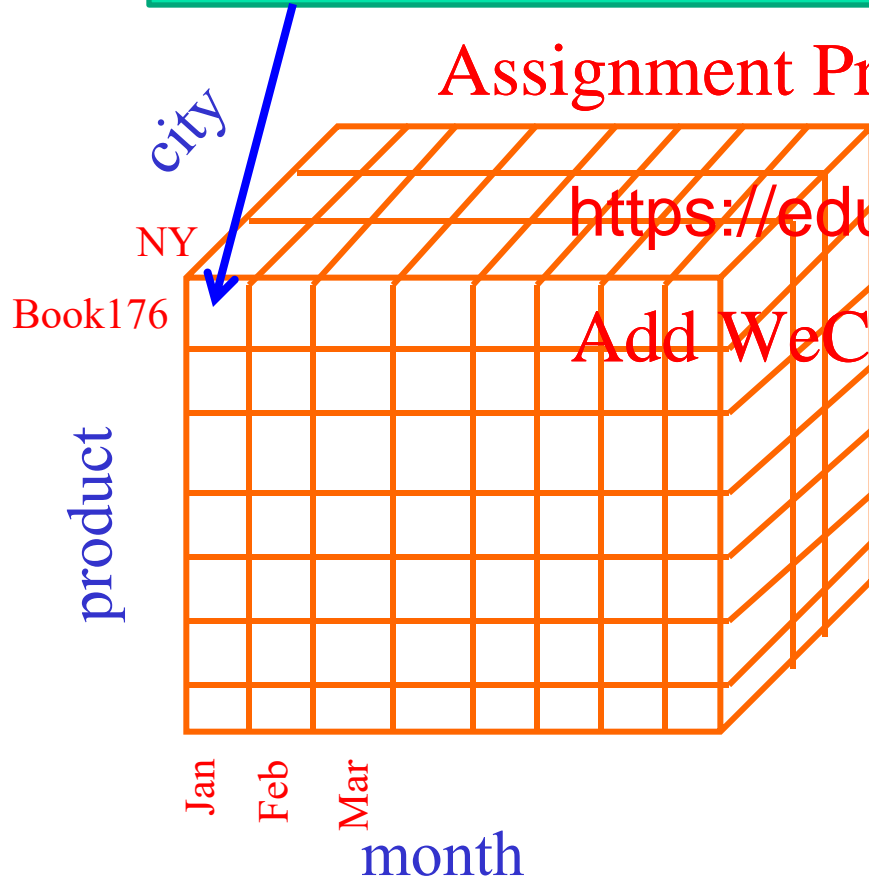 Assignment Pr
city
https://edu
NY
Book176
Add WeC
product
Jan
Feb
Mar
month